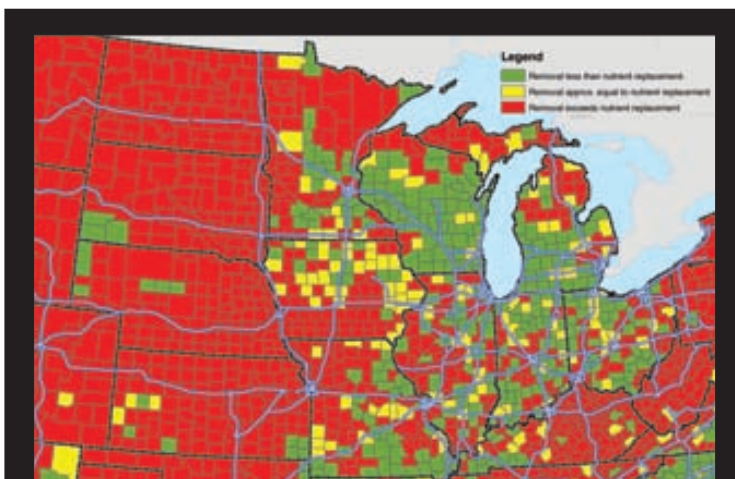 Legend
Removal less than nutrient replacement
Removal approx. equal to nutrient replacement
Removal exceeds nutrient replacement